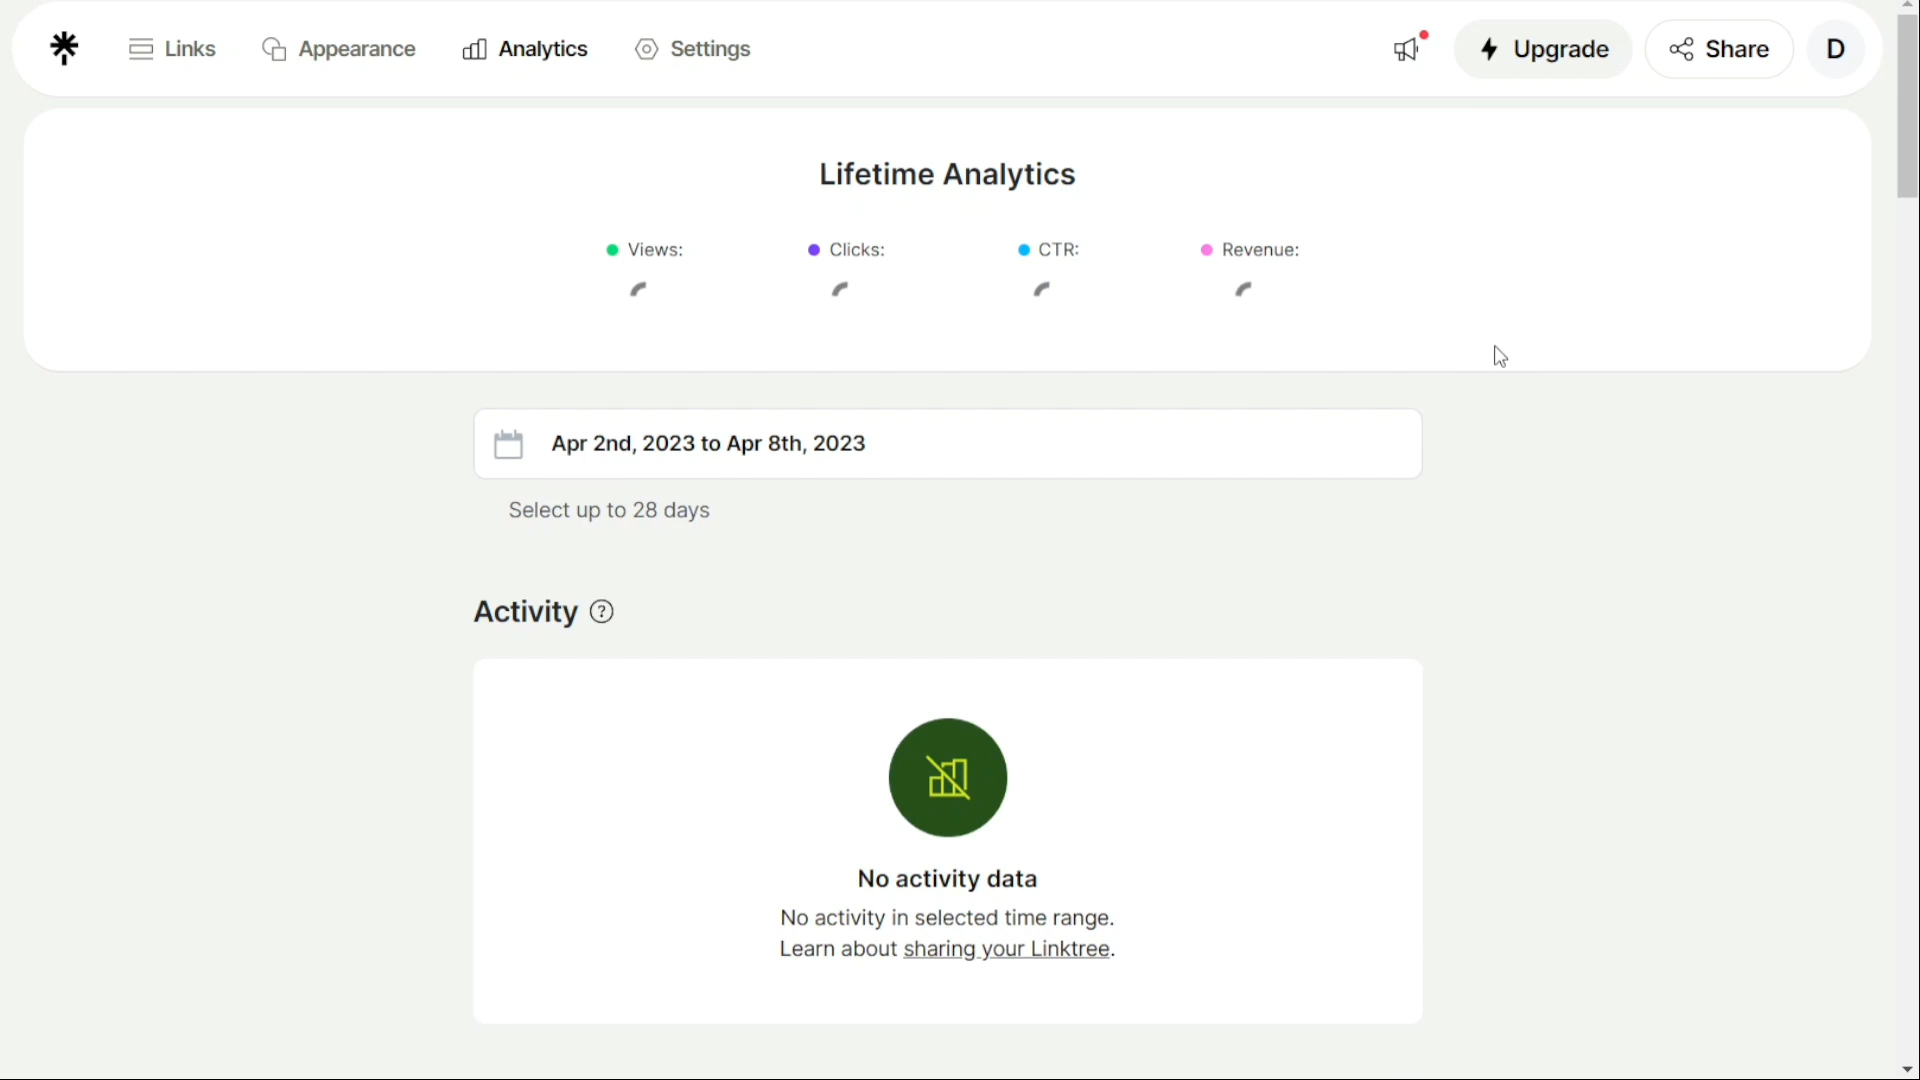 Links
Appearance
Analytics
Settings
Upgrade
Share
D
Lifetime Analytics
Views:
Clicks:
CTR:
Revenue:
Apr 2nd, 2023 to Apr 8th, 2023
Select up to 28 days
Activity ?
No activity data
No activity in selected time range.
Learn about sharing your Linktree.